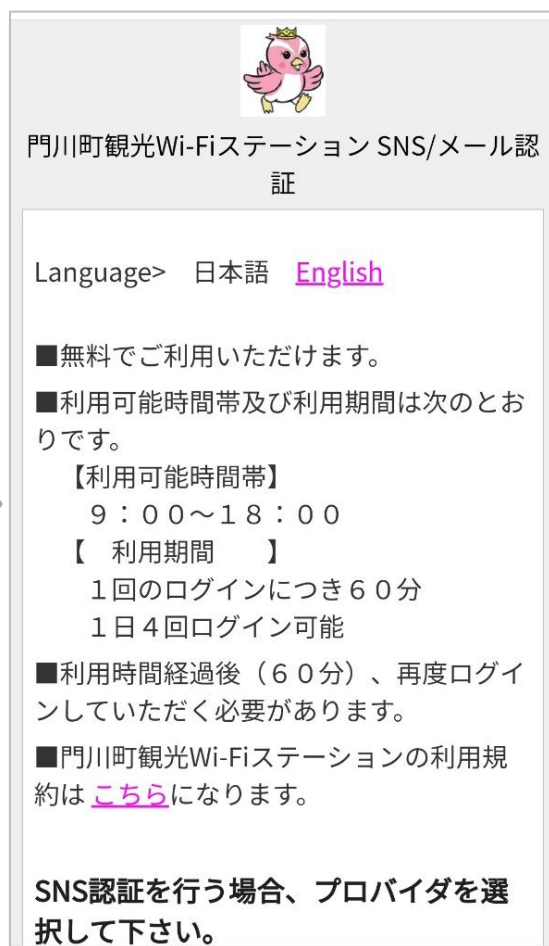 門川町観光Wi-Fiステーション SNS/メール認
証
Language>　日本語　English
■無料でご利用いただけます。
■利用可能時間帯及び利用期間は次のとお
りです。
【利用可能時間帯】
９：００～１８：００
【　利用期間　　】
１回のログインにつき６０分
１日４回ログイン可能
■利用時間経過後（６０分）、再度ログイ
ンしていただく必要があります。
■門川町観光Wi-Fiステーションの利用規
約は こちらになります。
SNS認証を行う場合、プロバイダを選
択して下さい。